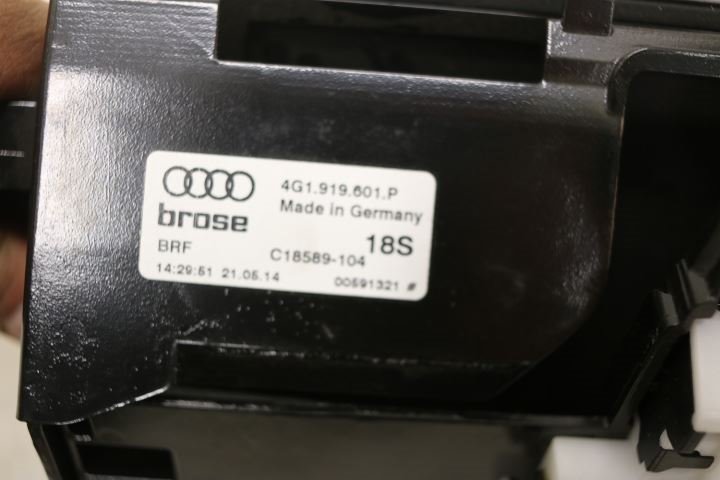 4G1.919.601.P
brose
Made in Germany
18S
BRF
C18589-104
14:29:51 21.05.14
00591321 #